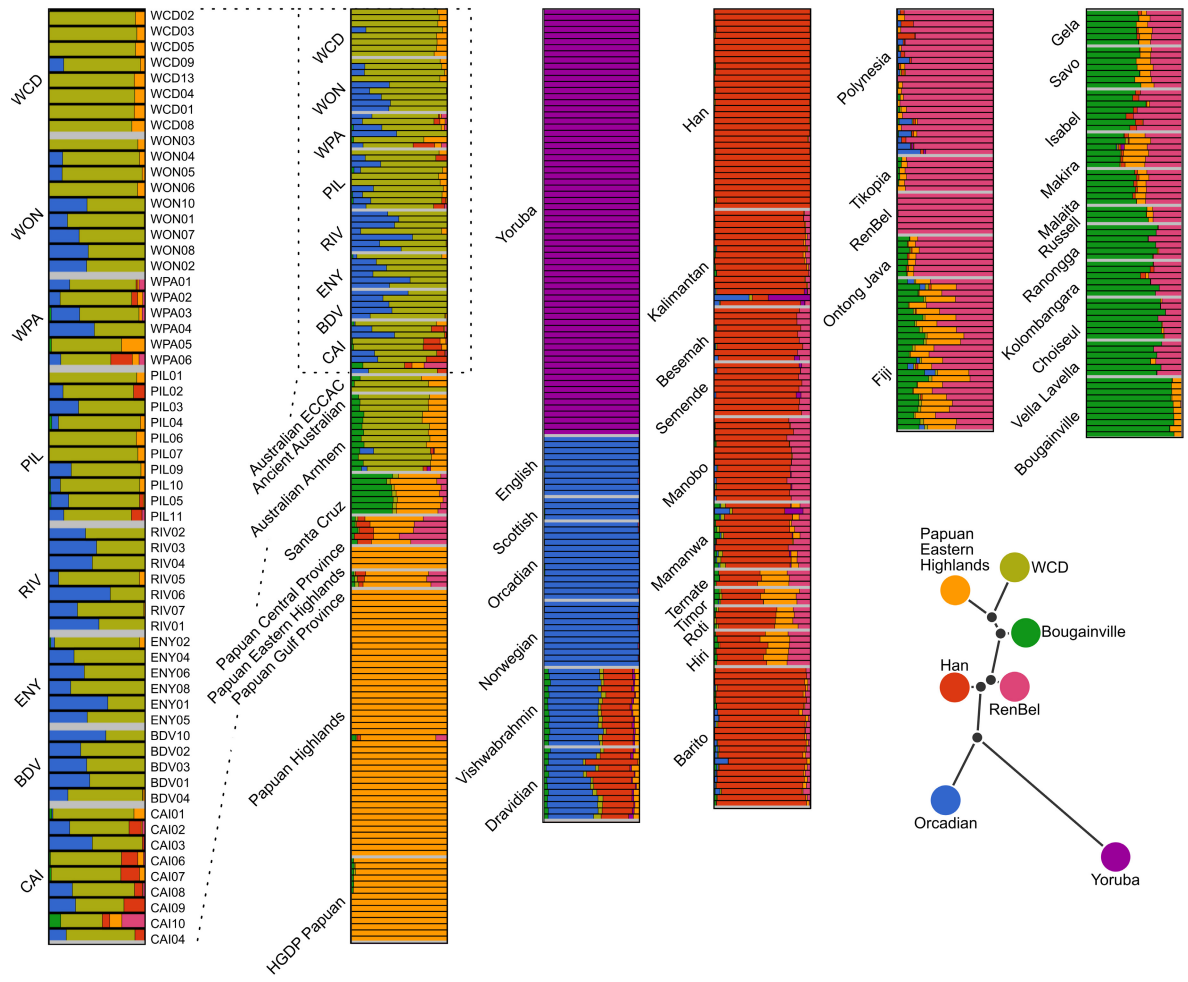 WCD
WON
WPA
PIL
RIV
ENY
BDV
CAI
WCD02
WCD03
WCD05
WCD09
WCD13
WCD04
WCD01
WCD08
WON03
WON04
WON05
WON06
WON10
WON01
WON07
WON08
WON02
WPA01
WPA02
WPA03
WPA04
WPA05
WPA06
PIL01
PIL02
PIL03
PIL04
PIL06
PIL07
PIL09
PIL10
PIL05
PIL11
RIV02
RIV03
RIV04
RIV05
RIV06
RIV07
RIV01
ENY02
ENY04
ENY06
ENY08
ENY01
ENY05
BDV10
BDV02
BDV03
BDV01
BDV04
CAI01
CAI02
CAI03
CAI06
CAI07
CAI08
CAI09
CAI10
CAI04
WCD
WON
WPA
PIL
RIV
ENY
BDV
CAI
Australian ECCAC
Ancient Australian
Australian Arnhem
Santa Cruz
Papuan Central Province
Papuan Eastern Highlands
Papuan Gulf Province
Papuan Highlands
HGDP Papuan
Yoruba
English
Scottish
Orcadian
Norwegian
Vishwabrahmin
Dravidian
Han
Kalimantan
Besemah
Semende
Manobo
Mamanwa
Ternate
Timor
Roti
Hiri
Barito
Polynesia
Tikopia
RenBel
Ontong Java
Fiji
Gela
Savo
Isabel
Makira
Malaita
Russell
Ranongga
Kolombangara
Choiseul
Vella Lavella
Bougainville
Papuan
Eastern
Highlands
WCD
Bougainville
Han
RenBel
Orcadian
Yoruba